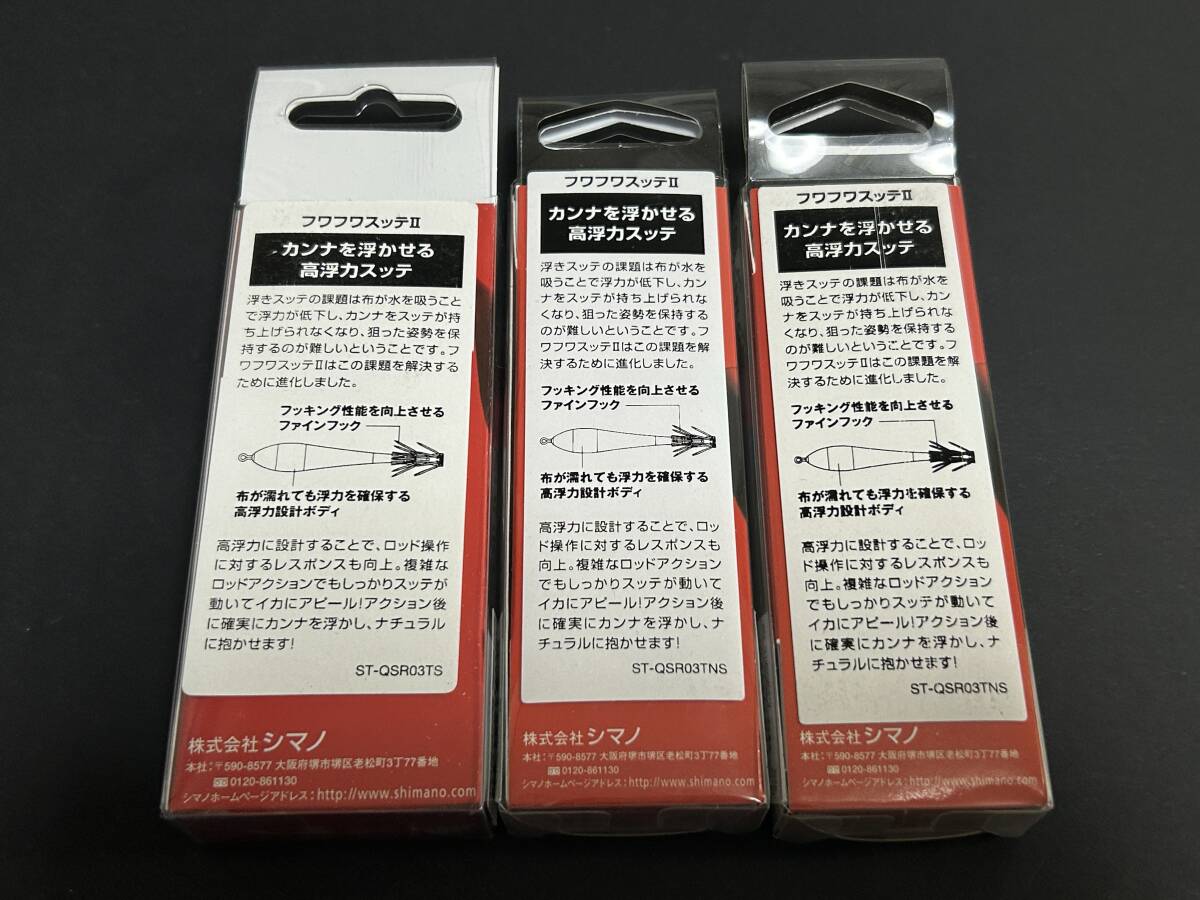 フワフワスッテⅡ
カンナを浮かせる
高浮力スッテ
浮きスッテの課題は布が水を吸うこと
で浮力が低下し、カンナをスッテが持
ち上げられなくなり、狙った姿勢を保
持するのが難しいということです。フ
ワフワスッテⅡはこの課題を解決する
ために進化しました。
フッキング性能を向上させる
ファインフック
布が濡れても浮力を確保する
高浮力設計ボディ
高浮力に設計することで、ロッド操作
に対するレスポンスも向上。複雑な
ロッドアクションでもしっかりスッテが
動いてイカにアピール!アクション後
に確実にカンナを浮かし、ナチュラル
に抱かせます!
ST-QSR03TS
株式会社シマノ
本社:〒590-8577 大阪府堺市堺区老松町3丁77番地
0120-861130
シマノホームページアドレス:http://www.shimano.com
フワフワスッテⅡ
カンナを浮かせる
高浮力スッテ
浮きスッテの課題は布が水を
吸うことで浮力が低下し、カン
ナをスッテが持ち上げられな
くなり、狙った姿勢を保持する
のが難しいということです。フ
ワフワスッテⅡはこの課題を解
決するために進化しました。
フッキング性能を向上させる
ファインフック
布が濡れても浮力を確保する
高浮力設計ボディ
高浮力に設計することで、ロッ
ド操作に対するレスポンスも
向上。複雑なロッドアクション
でもしっかりスッテが動いて
イカにアピール!アクション後
に確実にカンナを浮かし、ナ
チュラルに抱かせます!
ST-QSR03TNS
株式会社シマノ
本社:〒590-8577 大阪府堺市堺区老松町3丁77番地
0120-861130
シマノホームページアドレス:http://www.shimano.com
フワフワスッテⅡ
カンナを浮かせる
高浮力スッテ
浮きスッテの課題は布が水を
吸うことで浮力が低下し、カン
ナをスッテが持ち上げられな
くなり、狙った姿勢を保持する
のが難しいということです。フ
ワフワスッテⅡはこの課題を解
決するために進化しました。
フッキング性能を向上させる
ファインフック
布が濡れても浮力を確保する
高浮力設計ボディ
高浮力に設計することで、ロッ
ド操作に対するレスポンスも
向上。複雑なロッドアクション
でもしっかりスッテが動いて
イカにアピール!アクション後
に確実にカンナを浮かし、ナ
チュラルに抱かせます!
ST-QSR03TNS
株式会社シマノ
本社:〒590-8577 大阪府堺市堺区老松町3丁77番地
0120-861130
シマノホームページアドレス:http://www.shimano.com